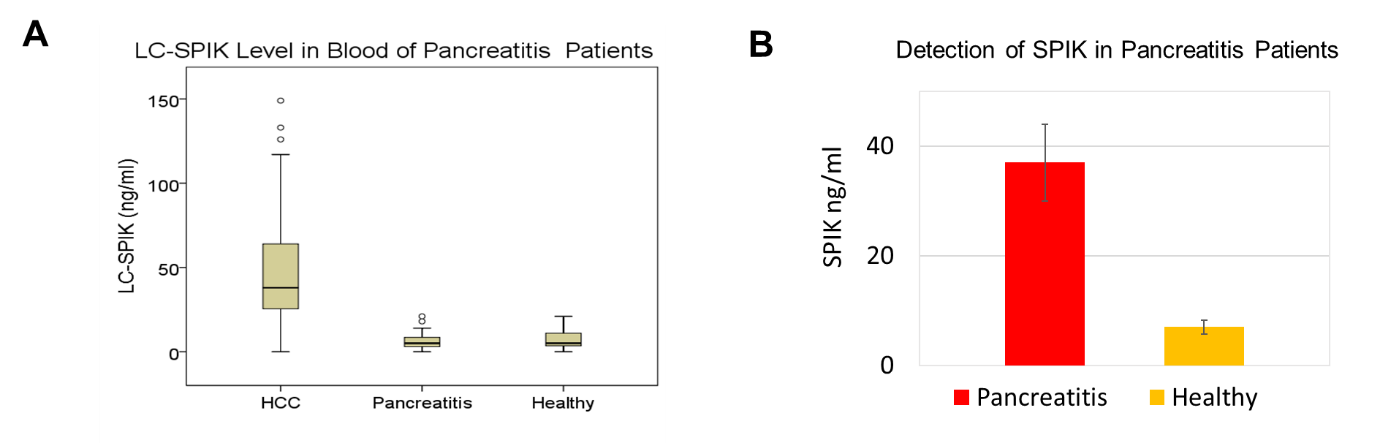 A
LC-SPIK Level in Blood of Pancreatitis Patients
LC-SPIK (ng/ml)
150
100
50
0
HCC Pancreatitis Healthy
B
Detection of SPIK in Pancreatitis Patients
SPIK ng/ml
40
20
0
Pancreatitis Healthy